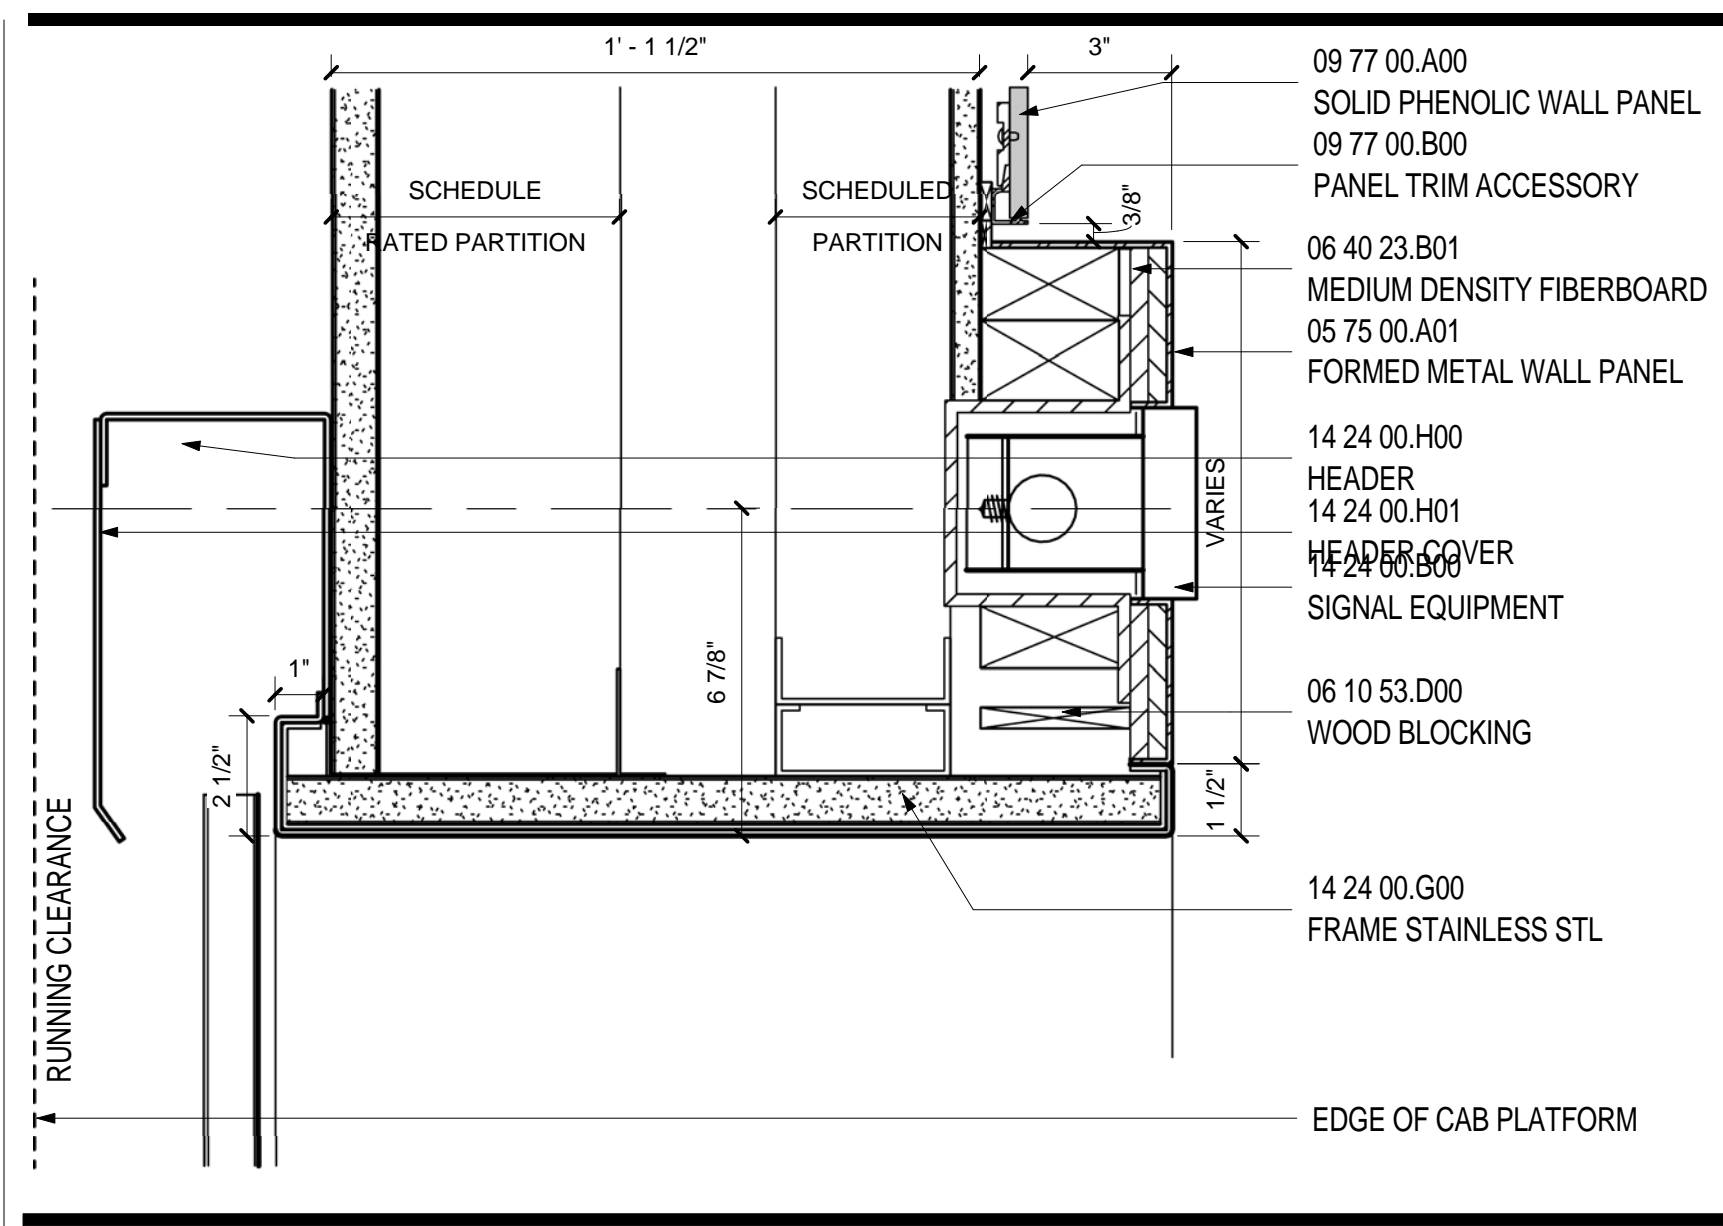 1' - 1 1/2"
3"
09 77 00.A00
SOLID PHENOLIC WALL PANEL
09 77 00.B00
PANEL TRIM ACCESSORY
SCHEDULE
RATED PARTITION
SCHEDULED
PARTITION
3/8"
06 40 23.B01
MEDIUM DENSITY FIBERBOARD
05 75 00.A01
FORMED METAL WALL PANEL
14 24 00.H00
HEADER
14 24 00.H01
HEADER COVER
14 24 00.B00
SIGNAL EQUIPMENT
VARIES
1"
6 7/8"
06 10 53.D00
WOOD BLOCKING
2 1/2"
1 1/2"
RUNNING CLEARANCE
14 24 00.G00
FRAME STAINLESS STL
EDGE OF CAB PLATFORM